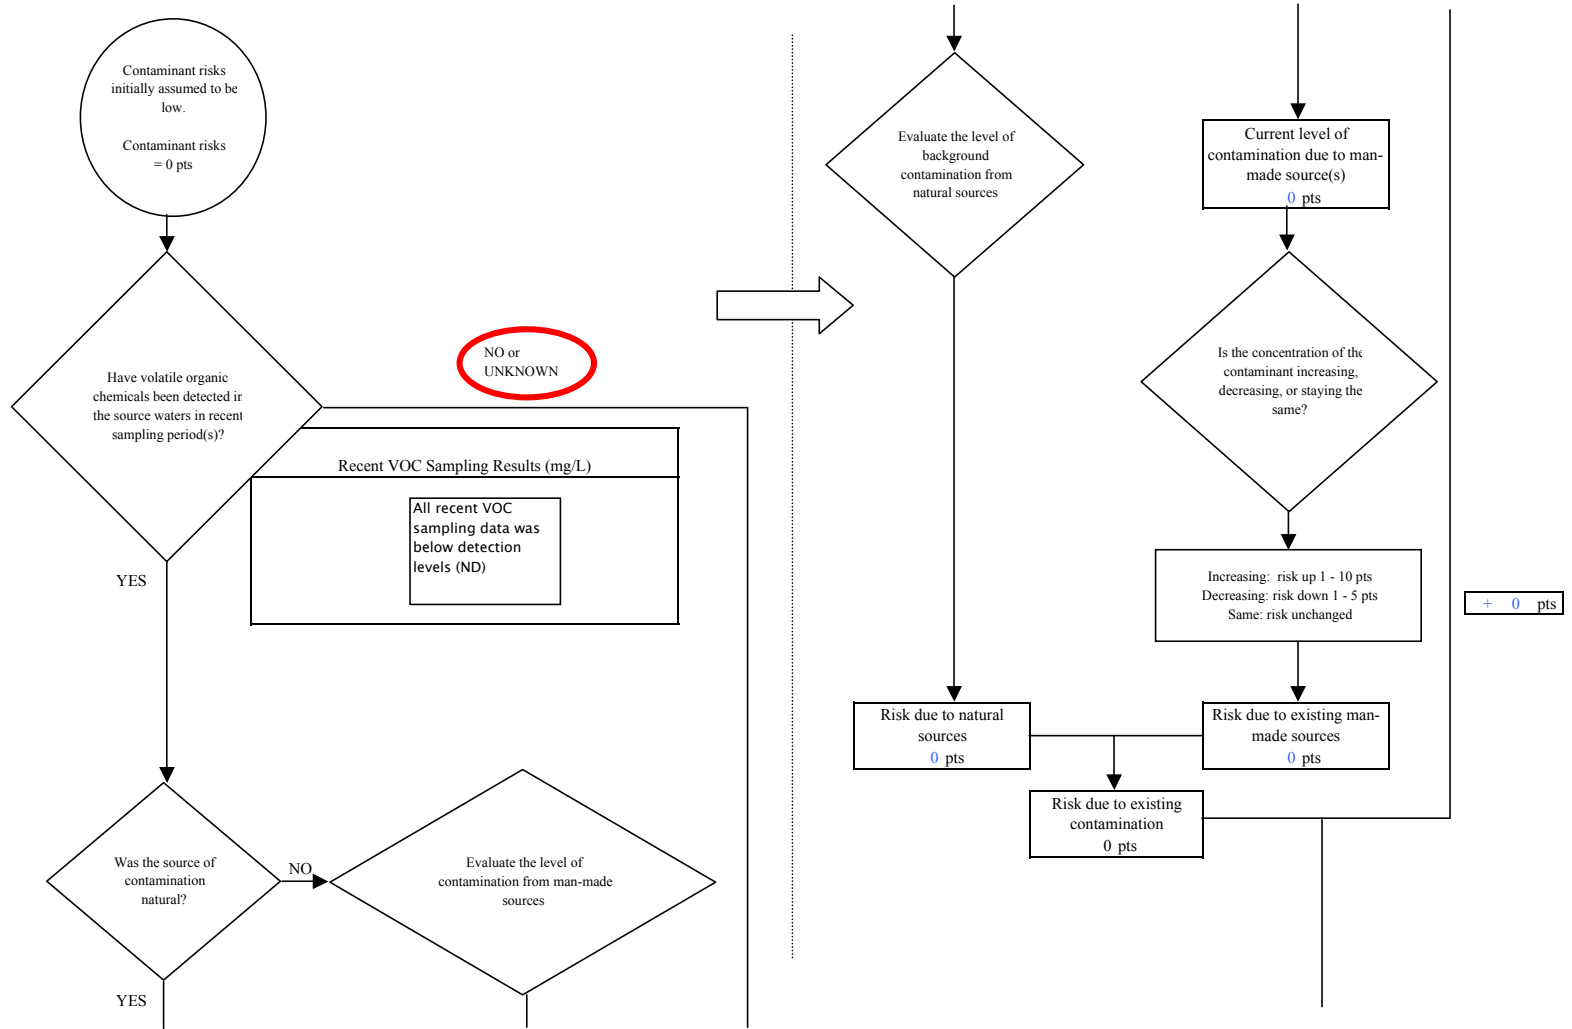 Contaminant risks
initially assumed to be
low.
Contaminant risks
= 0 pts
Have volatile organic
chemicals been detected in
the source waters in recent
sampling period(s)?
NO or
UNKNOWN
Recent VOC Sampling Results (mg/L)
All recent VOC
sampling data was
below detection
levels (ND)
YES
Was the source of
contamination
natural?
NO
Evaluate the level of
contamination from man-made
sources
YES
Evaluate the level of
background
contamination from
natural sources
Current level of
contamination due to man-
made source(s)
0 pts
Is the concentration of the
contaminant increasing,
decreasing, or staying the
same?
Increasing: risk up 1 - 10 pts
Decreasing: risk down 1 - 5 pts
Same: risk unchanged
+ 0 pts
Risk due to natural
sources
0 pts
Risk due to existing man-
made sources
0 pts
Risk due to existing
contamination
0 pts